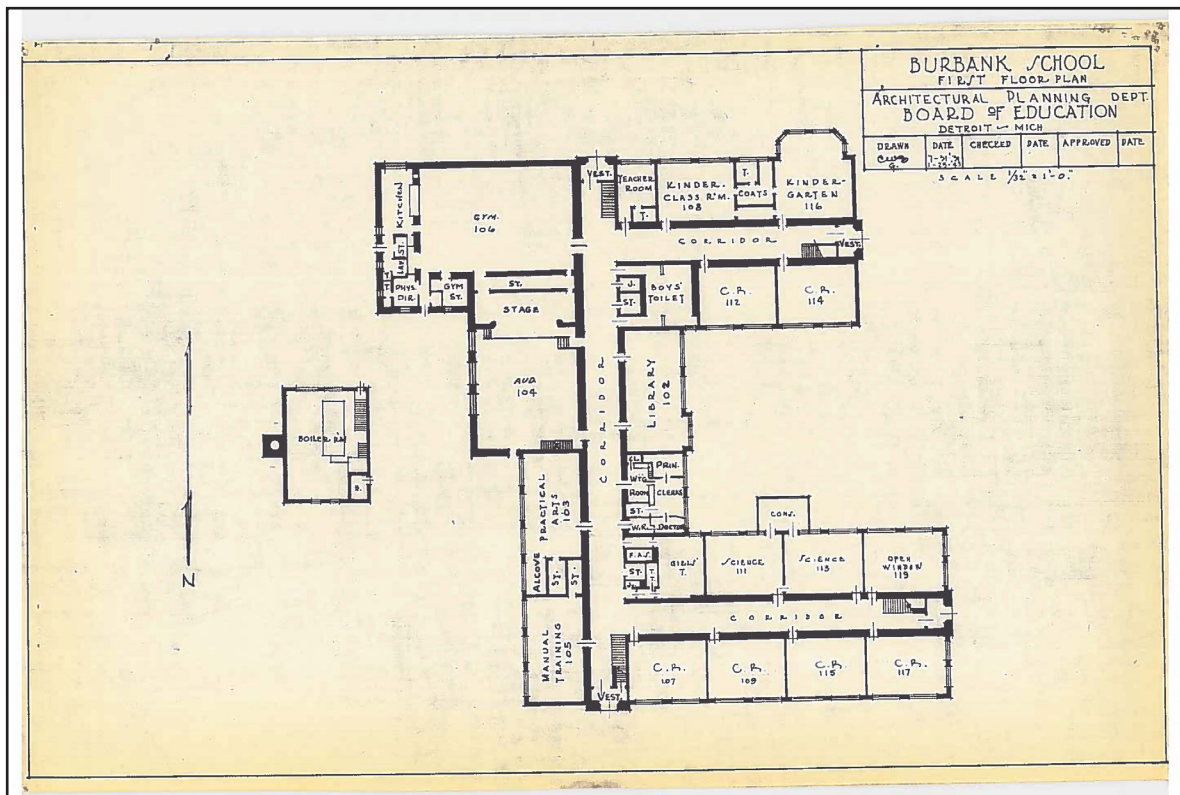 BURBANK SCHOOL
FIRST FLOOR PLAN
ARCHITECTURAL PLANNING DEPT.
BOARD OF EDUCATION
DETROIT ~ MICH
DRAWN DATE CHECKED DATE APPROVED DATE
SCALE 1/32" = 1'-0."
VEST.
TEACHER
ROOM
T.
KINDER.
CLASS R'M.
108
T.
COATS
KINDER-
GARTEN
116
KITCHEN
GYM.
106
CORRIDOR
VEST.
ST.
LAV
T.
PHYS.
DIR.
GYM
ST.
ST.
STAGE
J.
ST.
BOYS'
TOILET
C.R.
112
C.R.
114
AUD
104
CORRIDOR
LIBRARY
102
BOILER R'M
N
CL.
PRIN.
WTG.
ROOM
CLERKS
ST.
W.R.
DOCTOR
PRACTICAL
ARTS
103
ALCOVE
ST.
ST.
CONS.
F.A.S.
ST.
GIRLS'
T.
SCIENCE
111
SCIENCE
113
OPEN
WINDOW
119
CORRIDOR
MANUAL
TRAINING
105
VEST.
C.R.
107
C.R.
109
C.R.
115
C.R.
117